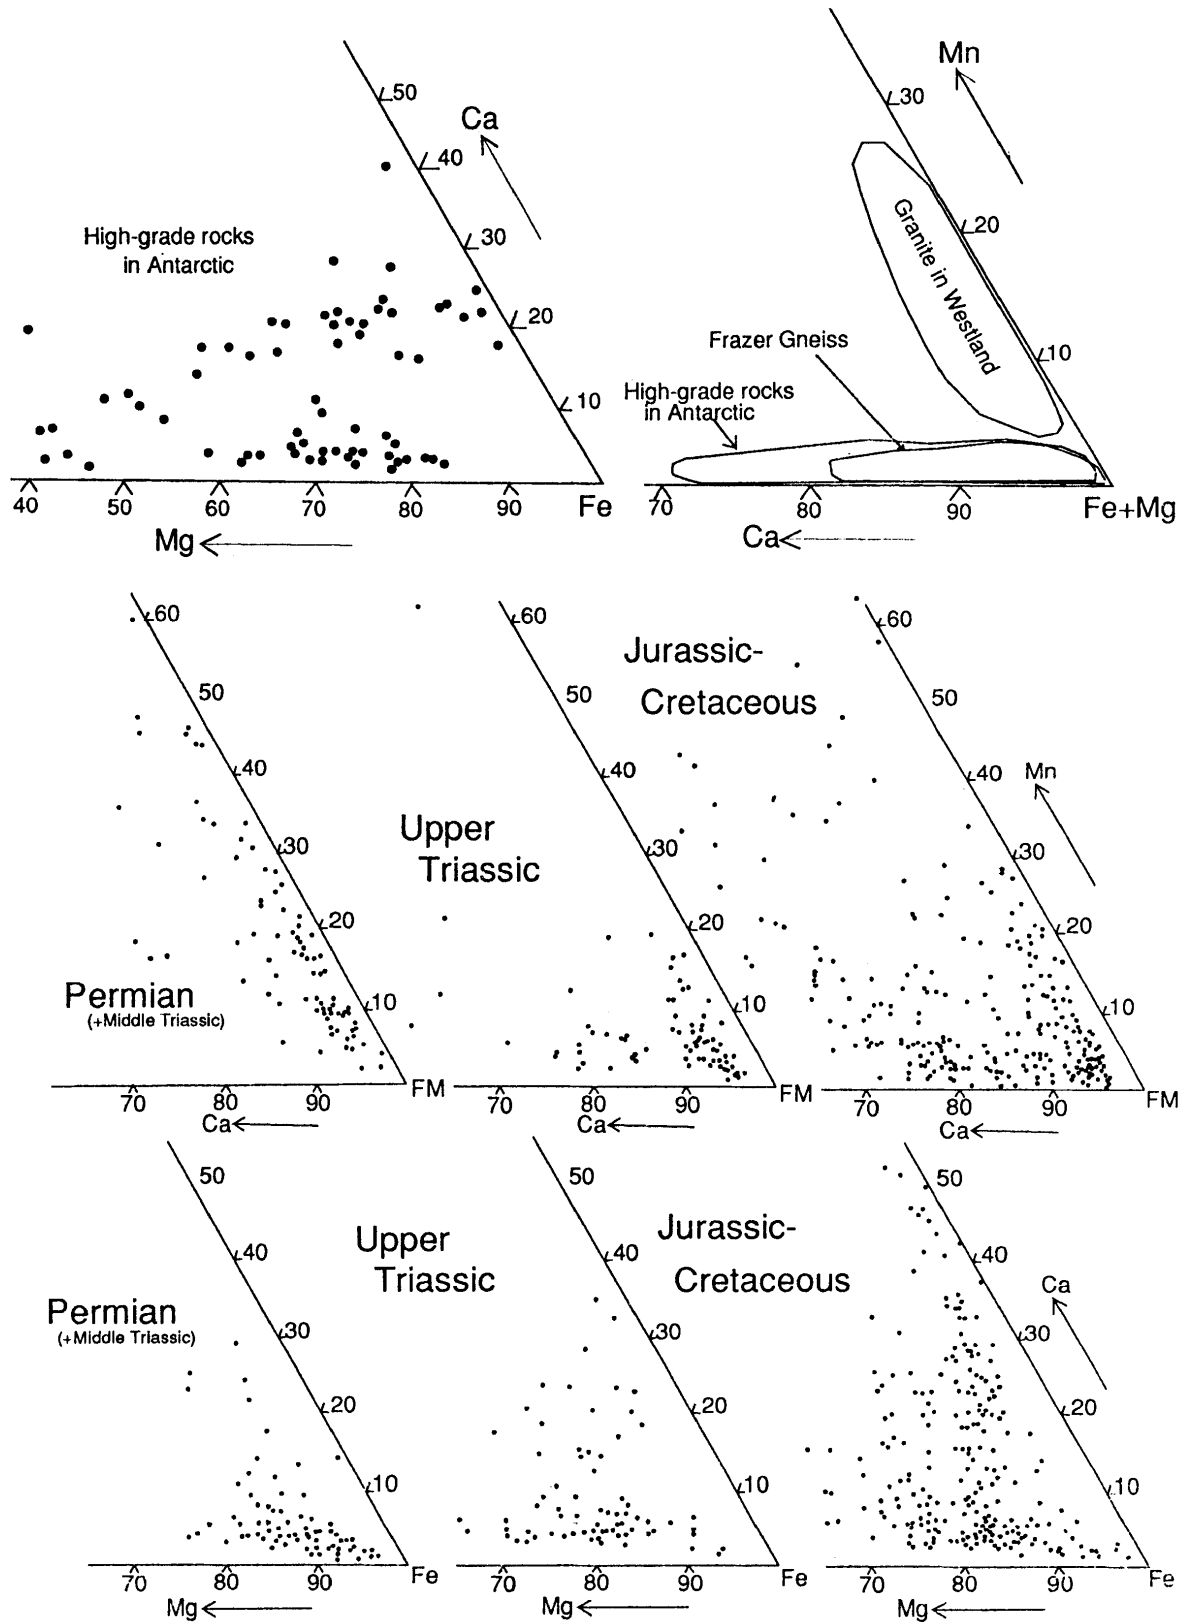 50
Ca
40
High-grade rocks
in Antarctic
30
20
10
40
50
60
70
80
90
Fe
Mg
Mn
30
Granite in Westland
20
Frazer Gneiss
10
High-grade rocks
in Antarctic
70
80
90
Fe+Mg
Ca
60
50
40
30
20
10
Permian
(+Middle Triassic)
70
80
90
FM
Ca
60
50
40
30
20
10
Upper
Triassic
70
80
90
FM
Ca
Jurassic-
Cretaceous
60
50
40
Mn
30
20
10
70
80
90
FM
Ca
50
40
30
20
10
Permian
(+Middle Triassic)
70
80
90
Fe
Mg
50
40
30
20
10
Upper
Triassic
70
80
90
Fe
Mg
Jurassic-
Cretaceous
50
40
Ca
30
20
10
70
80
90
Fe
Mg